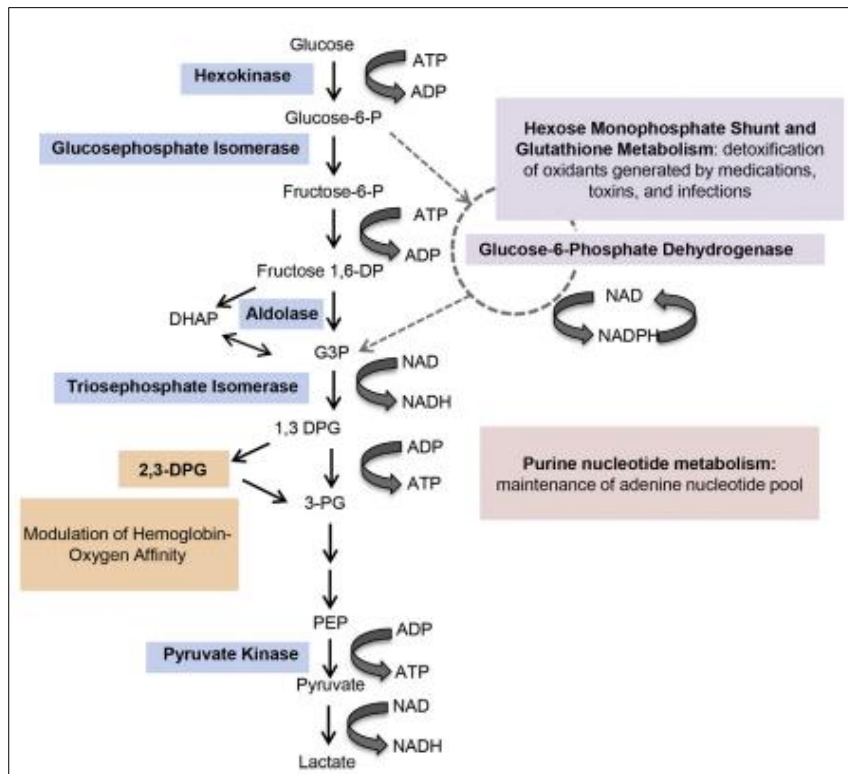 Glucose
Hexokinase
ATP
ADP
Glucose-6-P
Glucosephosphate Isomerase
Hexose Monophosphate Shunt and
Glutathione Metabolism: detoxification
of oxidants generated by medications,
toxins, and infections
Fructose-6-P
ATP
ADP
Glucose-6-Phosphate Dehydrogenase
Fructose 1,6-DP
DHAP
Aldolase
NAD
NADPH
G3P
NAD
Triosephosphate Isomerase
NADH
1,3 DPG
ADP
2,3-DPG
ATP
Purine nucleotide metabolism:
maintenance of adenine nucleotide pool
3-PG
Modulation of Hemoglobin-
Oxygen Affinity
PEP
ADP
Pyruvate Kinase
ATP
Pyruvate
NAD
NADH
Lactate